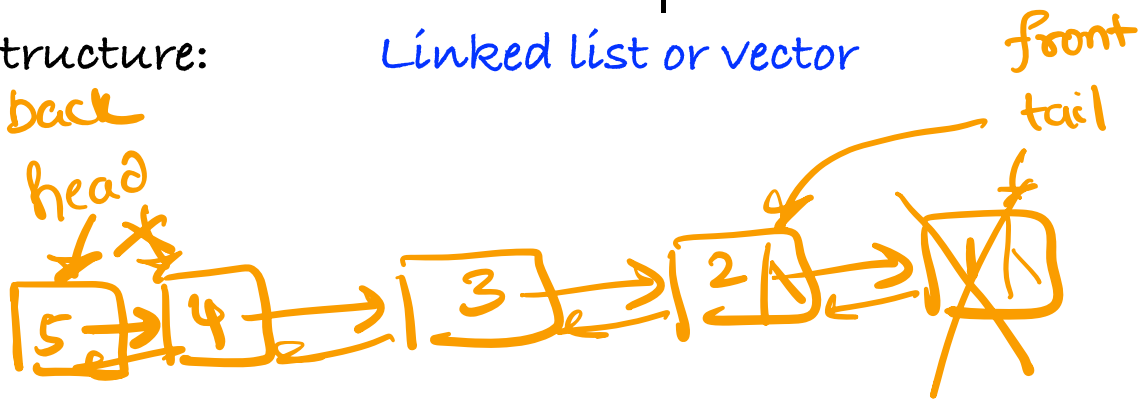 tructure: Linked list or vector
front
back
tail
head
5 4 3 2 1